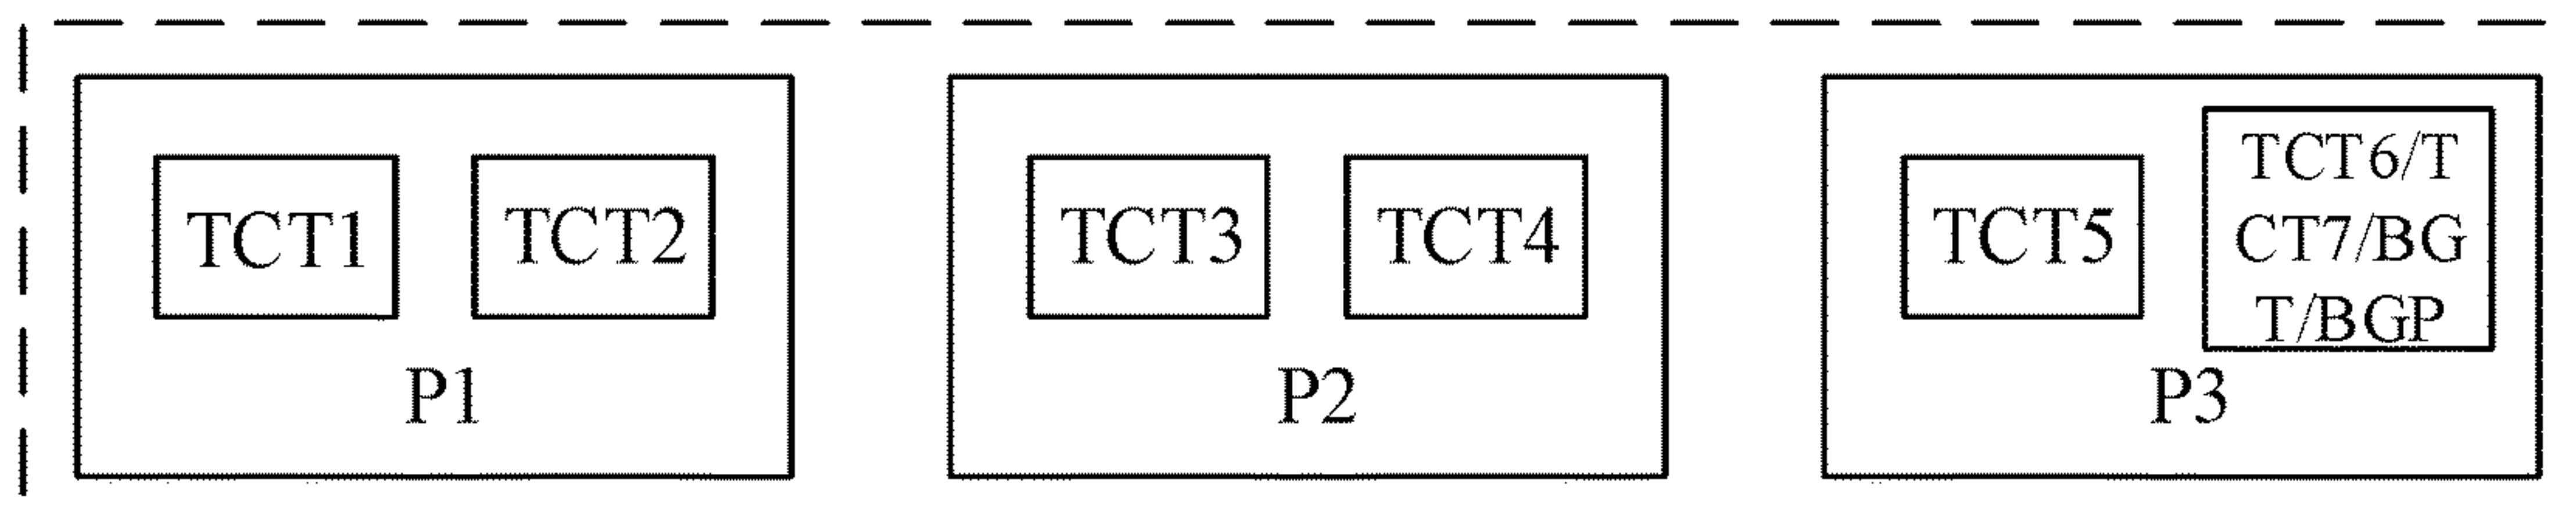 TCT1
TCT2
P1
TCT3
TCT4
P2
TCT5
TCT6/T
CT7/BG
T/BGP
P3